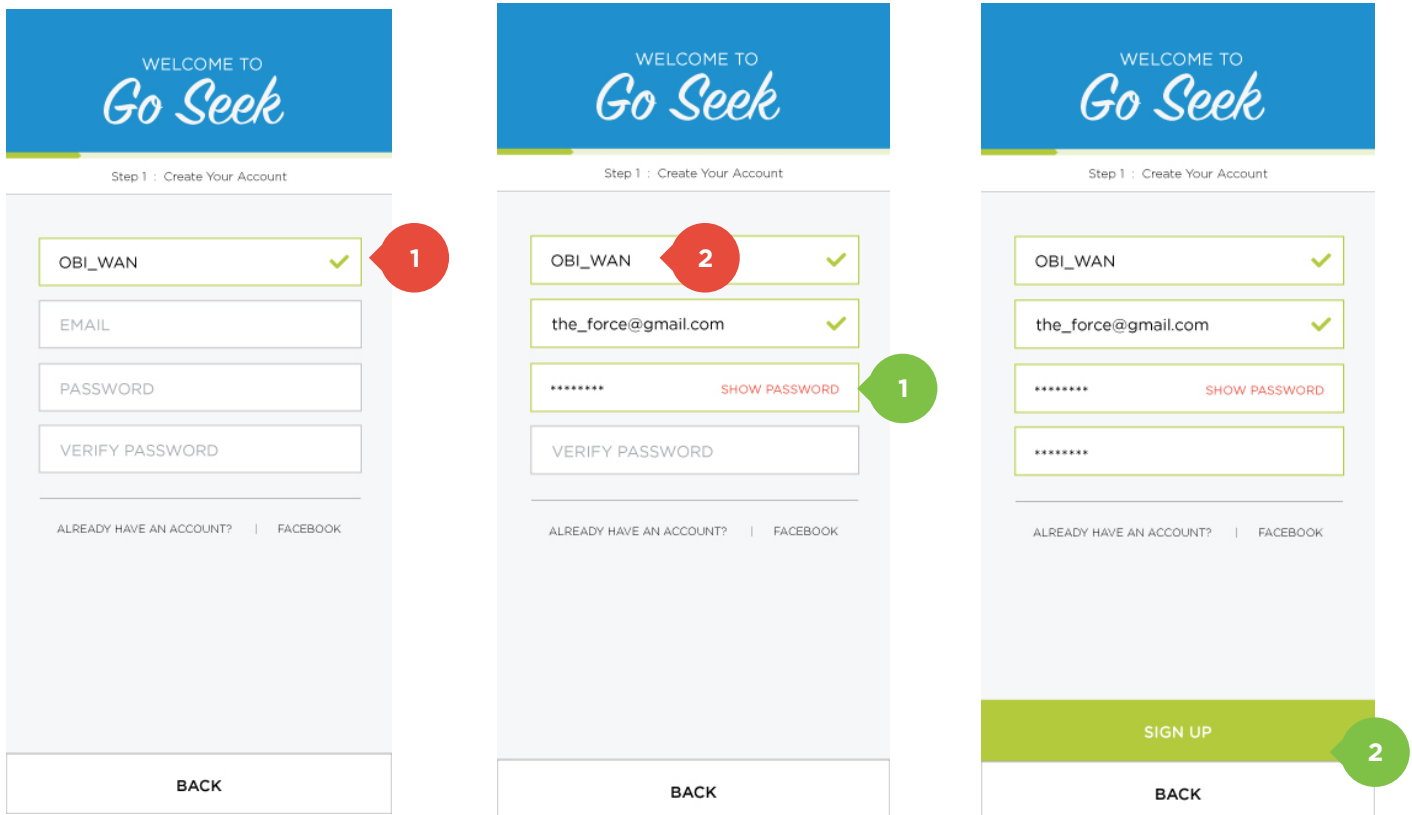 WELCOME TO
Go Seek
Step 1 : Create Your Account
OBI_WAN
1
EMAIL
PASSWORD
VERIFY PASSWORD
ALREADY HAVE AN ACCOUNT? | FACEBOOK
BACK
WELCOME TO
Go Seek
Step 1 : Create Your Account
OBI_WAN
2
the_force@gmail.com
******** SHOW PASSWORD
1
VERIFY PASSWORD
ALREADY HAVE AN ACCOUNT? | FACEBOOK
BACK
WELCOME TO
Go Seek
Step 1 : Create Your Account
OBI_WAN
the_force@gmail.com
******** SHOW PASSWORD
********
ALREADY HAVE AN ACCOUNT? | FACEBOOK
SIGN UP
2
BACK